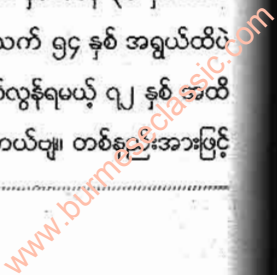 သက် ၅၄ နှစ် အရွယ်ထိပဲ
လွန်ရမယ့် ၇၂ နှစ် အထိ
တယ်ဗျ။ တစ်နည်းအားဖြင့်
www.burmeseclassic.com